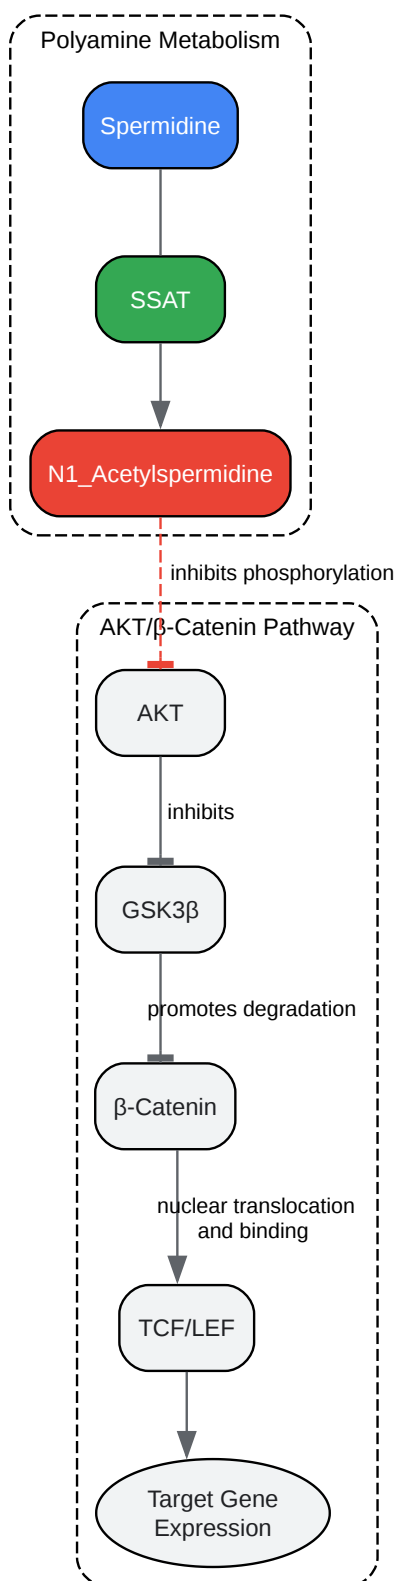 Polyamine Metabolism
Spermidine
SSAT
N1_Acetylspermidine
inhibits phosphorylation
AKT/β-Catenin Pathway
AKT
inhibits
GSK3β
promotes degradation
β-Catenin
nuclear translocation
and binding
TCF/LEF
Target Gene
Expression